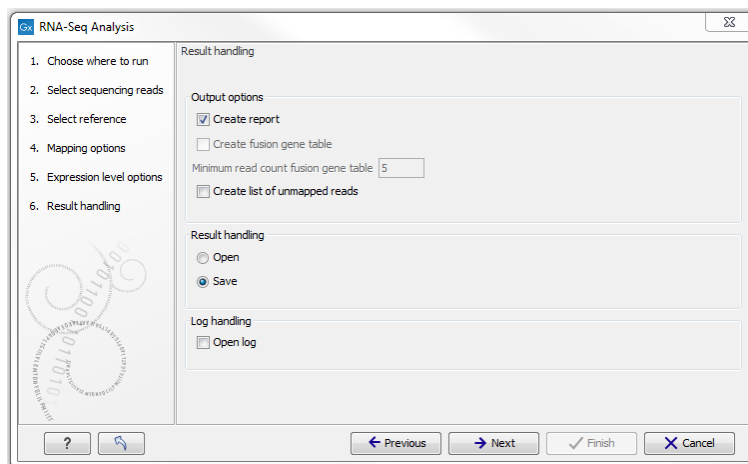 Gx RNA-Seq Analysis
1. Choose where to run
2. Select sequencing reads
3. Select reference
4. Mapping options
5. Expression level options
6. Result handling
Result handling
Output options
Create report
Create fusion gene table
Minimum read count fusion gene table 5
Create list of unmapped reads
Result handling
Open
Save
Log handling
Open log
? Previous Next Finish Cancel